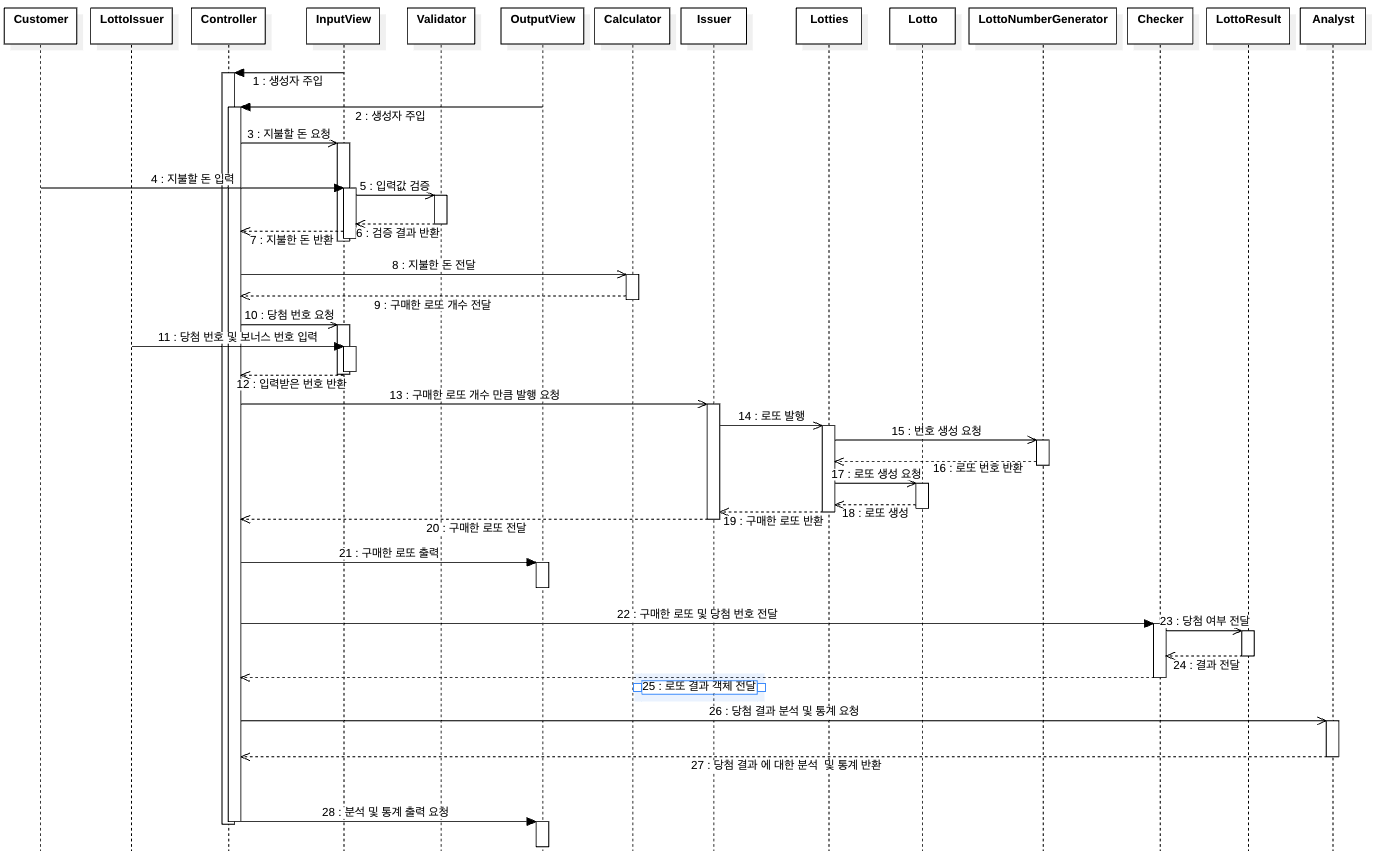 Customer
LottoIssuer
Controller
InputView
Validator
OutputView
Calculator
Issuer
Lotties
Lotto
LottoNumberGenerator
Checker
LottoResult
Analyst
1 : 생성자 주입
2 : 생성자 주입
3 : 지불할 돈 요청
4 : 지불할 돈 입력
5 : 입력값 검증
6 : 검증 결과 반환
7 : 지불한 돈 반환
8 : 지불한 돈 전달
9 : 구매한 로또 개수 전달
10 : 당첨 번호 요청
11 : 당첨 번호 및 보너스 번호 입력
12 : 입력받은 번호 반환
13 : 구매한 로또 개수 만큼 발행 요청
14 : 로또 발행
15 : 번호 생성 요청
16 : 로또 번호 반환
17 : 로또 생성 요청
18 : 로또 생성
19 : 구매한 로또 반환
20 : 구매한 로또 전달
21 : 구매한 로또 출력
22 : 구매한 로또 및 당첨 번호 전달
23 : 당첨 여부 전달
24 : 결과 전달
25 : 로또 결과 객체 전달
26 : 당첨 결과 분석 및 통계 요청
27 : 당첨 결과 에 대한 분석 및 통계 반환
28 : 분석 및 통계 출력 요청